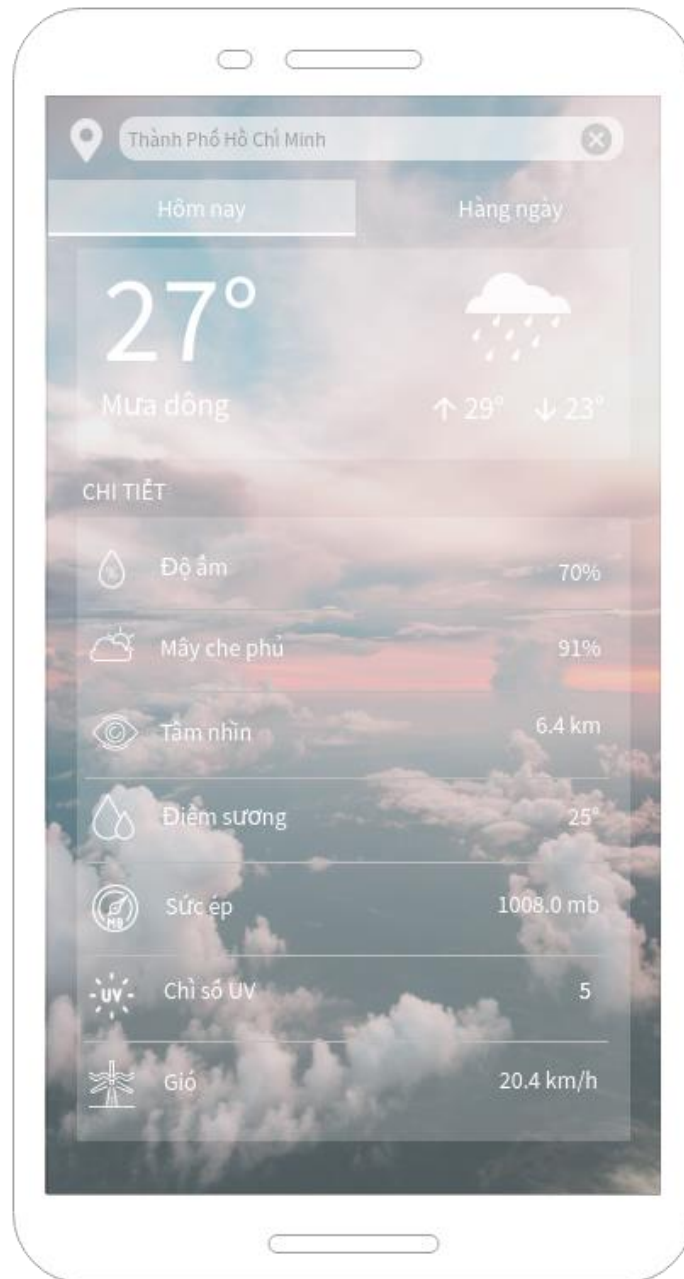 Thành Phố Hồ Chí Minh
Hôm nay
Hàng ngày
27°
Mưa dông
↑ 29° ↓ 23°
CHI TIẾT
Độ ẩm
70%
Mây che phủ
91%
Tầm nhìn
6.4 km
Điểm sương
25°
MB
Sức ép
1008.0 mb
UV
Chỉ số UV
5
Gió
20.4 km/h